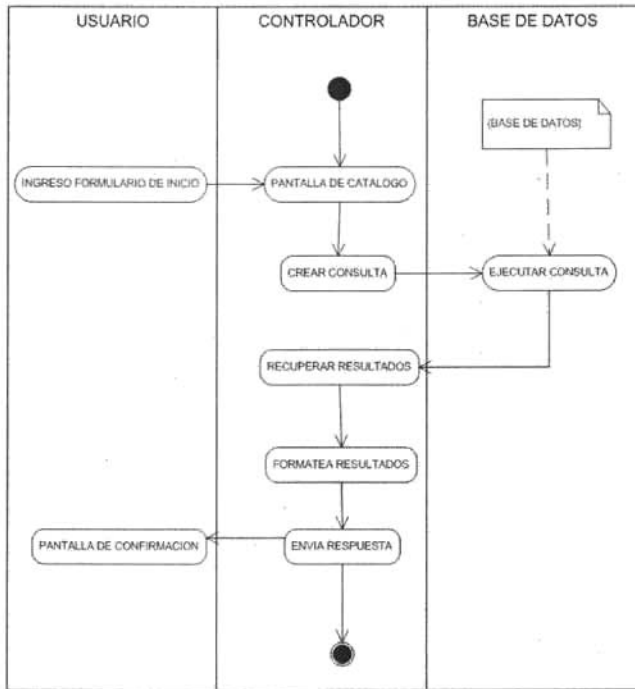 USUARIO
CONTROLADOR
BASE DE DATOS
(BASE DE DATOS)
INGRESO FORMULARIO DE INICIO
PANTALLA DE CATALOGO
CREAR CONSULTA
EJECUTAR CONSULTA
RECUPERAR RESULTADOS
FORMATEA RESULTADOS
PANTALLA DE CONFIRMACION
ENVIA RESPUESTA